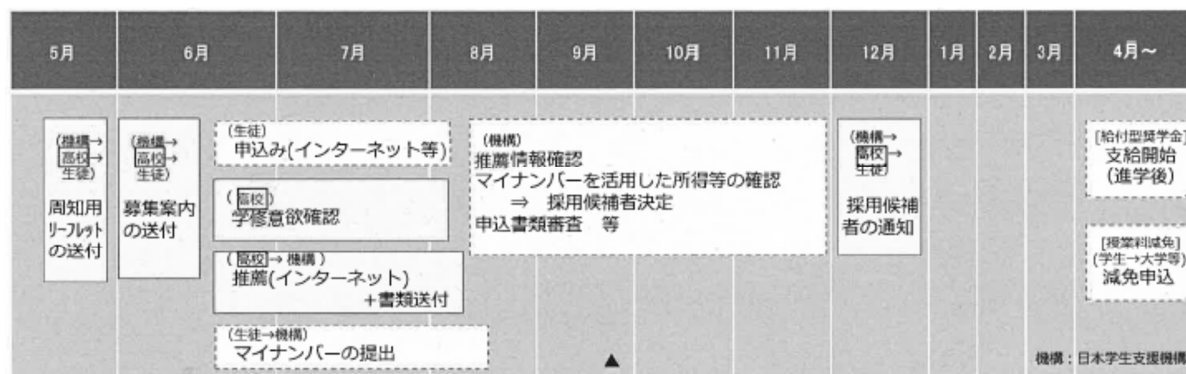 5月 6月 7月 8月 9月 10月 11月 12月 1月 2月 3月 4月～
(機構→
高校→
生徒)
周知用
リーフレット
の送付
(機構→
高校→
生徒)
募集案内
の送付
(生徒)
申込み(インターネット等)
(高校)
学修意欲確認
(高校→機構)
推薦(インターネット)
+書類送付
(生徒→機構)
マイナンバーの提出
(機構)
推薦情報確認
マイナンバーを活用した所得等の確認
⇒ 採用候補者決定
申込書類審査 等
▲
(機構→
高校→
生徒)
採用候補
者の通知
[給付型奨学金]
支給開始
(進学後)
[授業料減免]
(学生→大学等)
減免申込
機構：日本学生支援機構